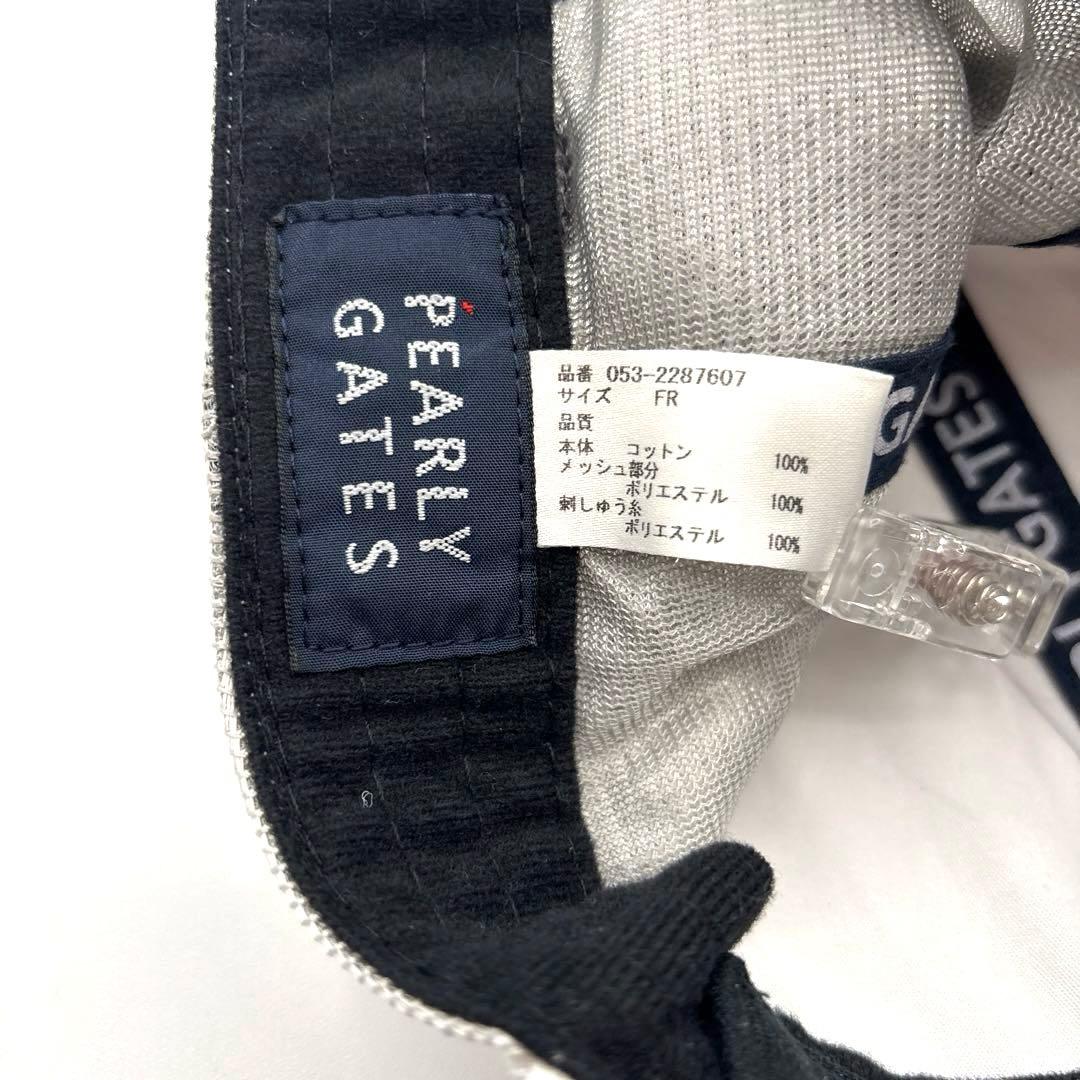 PEARLY
GATES
品番 053-2287607
サイズ FR
品質
本体 コットン 100%
メッシュ部分
ポリエステル 100%
刺しゅう糸
ポリエステル 100%
GATES